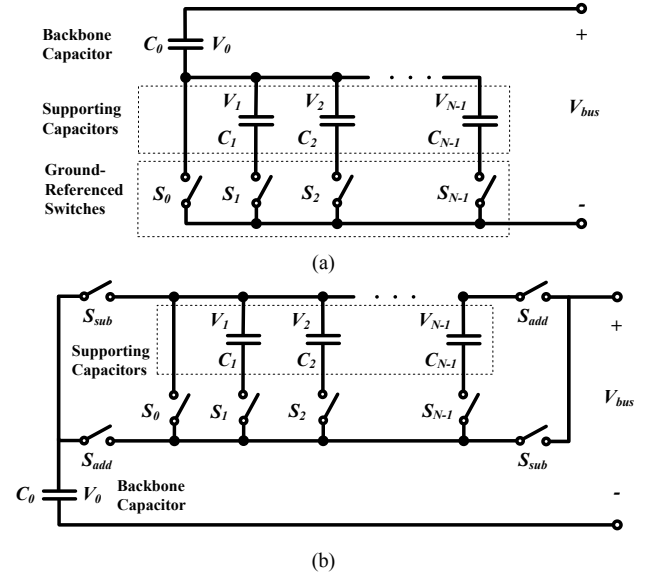 Backbone
Capacitor
C0 V0
+
Supporting
Capacitors
V1 V2 VN-1
C1 C2 CN-1
Vbus
Ground-
Referenced
Switches
S0 S1 S2 SN-1
-
(a)
Ssub Sadd
+
V1 V2 VN-1
Supporting
Capacitors
C1 C2 CN-1
S0 S1 S2 SN-1
Vbus
Sadd Ssub
C0 V0
Backbone
Capacitor
-
(b)